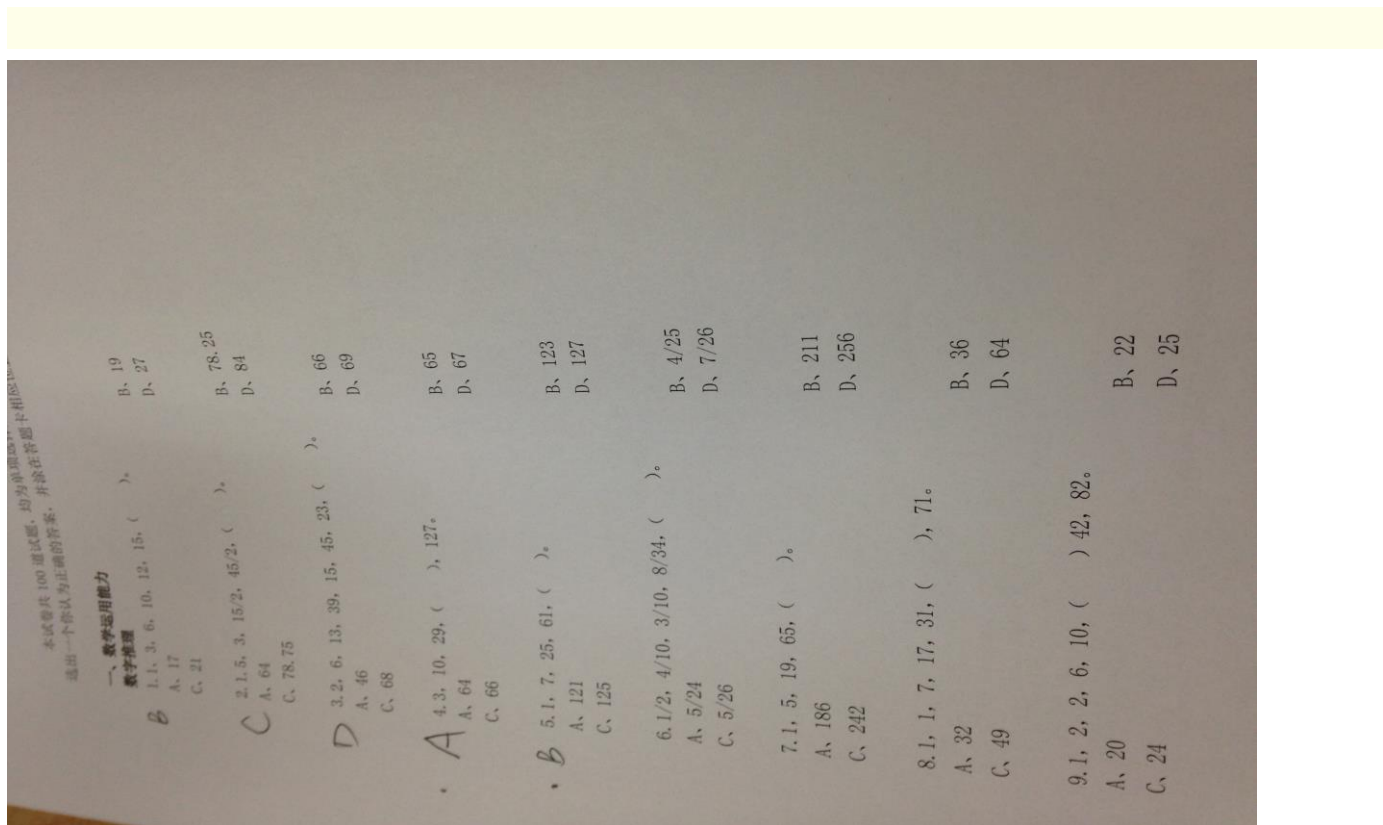 本试卷共 100 道试题，均为单项选
选出一个你认为正确的答案，并涂在答题卡相应
一、数学运用能力
数字推理
B 1.1，3，6，10，12，15，（ ）。
A、17 B、19
C、21 D、27
C 2.1.5，3，15/2，45/2，（ ）。
A、64 B、78.25
C、78.75 D、84
D 3.2，6，13，39，15，45，23，（ ）。
A、46 B、66
C、68 D、69
A 4.3，10，29，（ ），127。
A、64 B、65
C、66 D、67
B 5.1，7，25，61，（ ）。
A、121 B、123
C、125 D、127
6.1/2，4/10，3/10，8/34，（ ）。
A、5/24 B、4/25
C、5/26 D、7/26
7.1，5，19，65，（ ）。
A、186 B、211
C、242 D、256
8.1，1，7，17，31，（ ），71。
A、32 B、36
C、49 D、64
9.1，2，2，6，10，（ ）42，82。
A、20 B、22
C、24 D、25